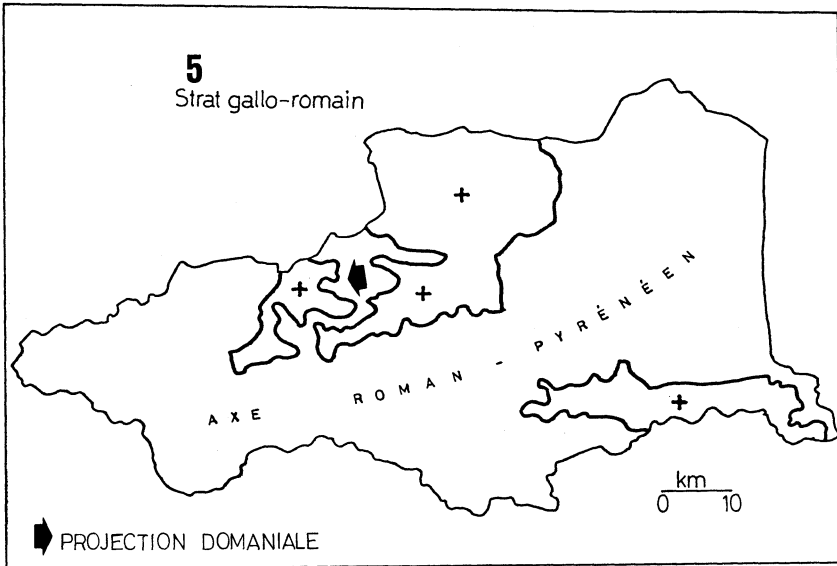 5
Strat gallo-romain
AXE ROMAN - PYRÉNÉEN
km
0 10
PROJECTION DOMANIALE